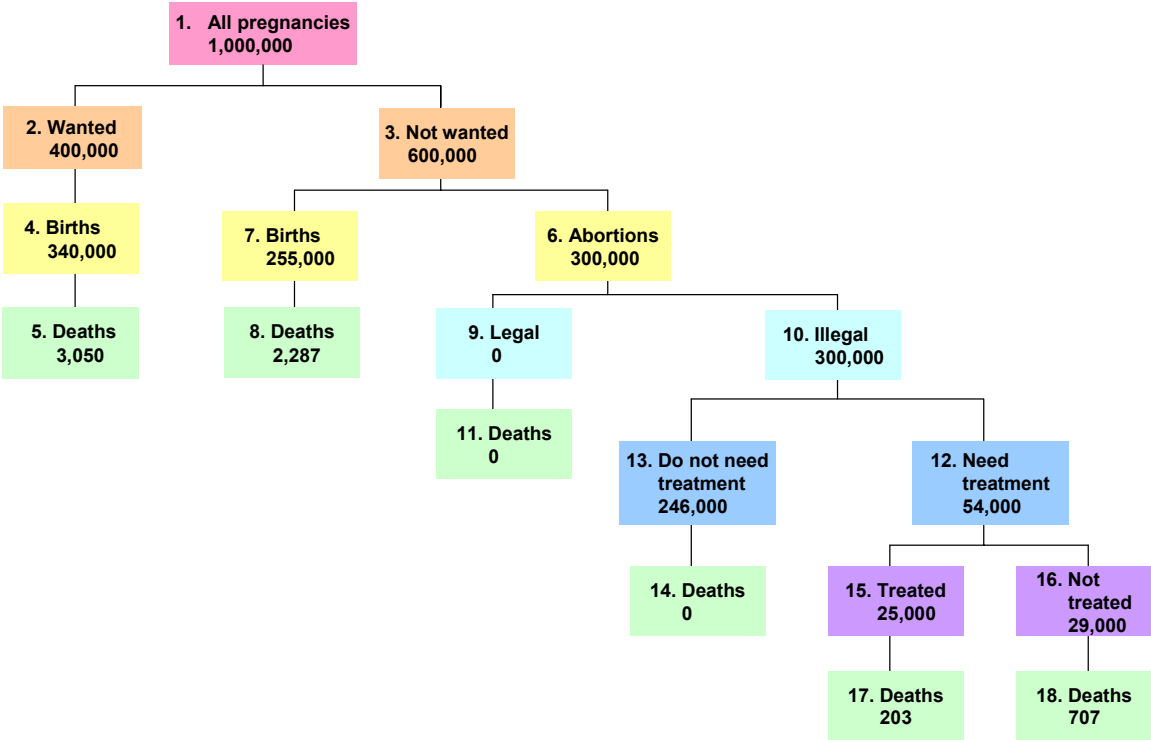 1. All pregnancies
1,000,000
2. Wanted
400,000
3. Not wanted
600,000
4. Births
340,000
7. Births
255,000
6. Abortions
300,000
5. Deaths
3,050
8. Deaths
2,287
9. Legal
0
10. Illegal
300,000
11. Deaths
0
13. Do not need
treatment
246,000
12. Need
treatment
54,000
14. Deaths
0
15. Treated
25,000
16. Not
treated
29,000
17. Deaths
203
18. Deaths
707